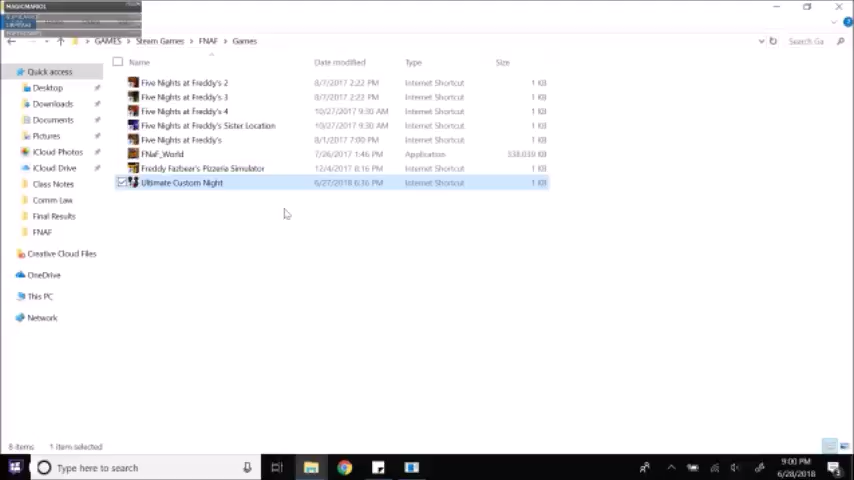 MAGICMAN01
GAMES > Steam Games > FNAF > Games
Search Ga
Name Date modified Type Size
Quick access
Desktop
Downloads
Documents
Pictures
iCloud Photos
iCloud Drive
Class Notes
Comm Law
Final Results
FNAF
Creative Cloud Files
OneDrive
This PC
Network
Five Nights at Freddy's 2 8/7/2017 2:22 PM Internet Shortcut 1 KB
Five Nights at Freddy's 3 8/7/2017 2:22 PM Internet Shortcut 1 KB
Five Nights at Freddy's 4 10/27/2017 9:30 AM Internet Shortcut 1 KB
Five Nights at Freddy's Sister Location 10/27/2017 9:30 AM Internet Shortcut 1 KB
Five Nights at Freddy's 8/1/2017 7:00 PM Internet Shortcut 1 KB
FNaF_World 7/26/2017 1:46 PM Application 338,039 KB
Freddy Fazbear's Pizzeria Simulator 12/4/2017 8:16 PM Internet Shortcut 1 KB
Ultimate Custom Night 6/27/2018 6:36 PM Internet Shortcut 1 KB
8 items 1 item selected
Type here to search
9:00 PM
6/28/2018